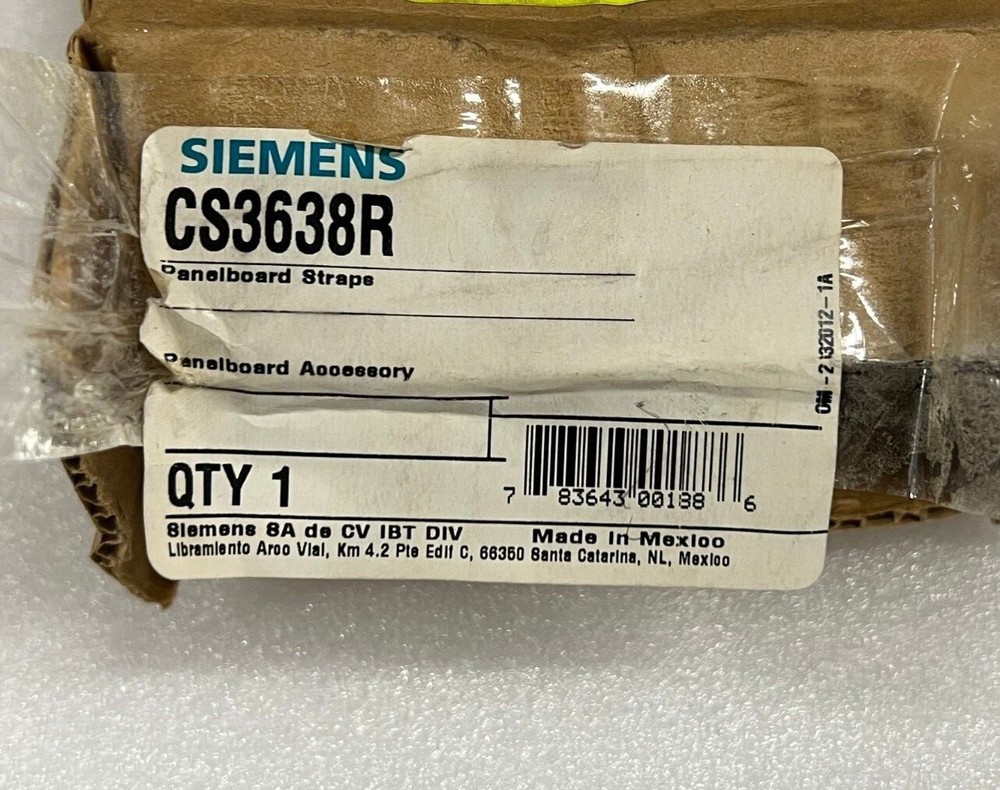 SIEMENS
CS3638R
Panelboard Straps
Panelboard Accessory
QTY 1
7 83643 00188 6
Siemens SA de CV IBT DIV
Made in Mexico
Libramiento Arco Vial, Km 4.2 Pte Edif C, 66350 Santa Catarina, NL, Mexico